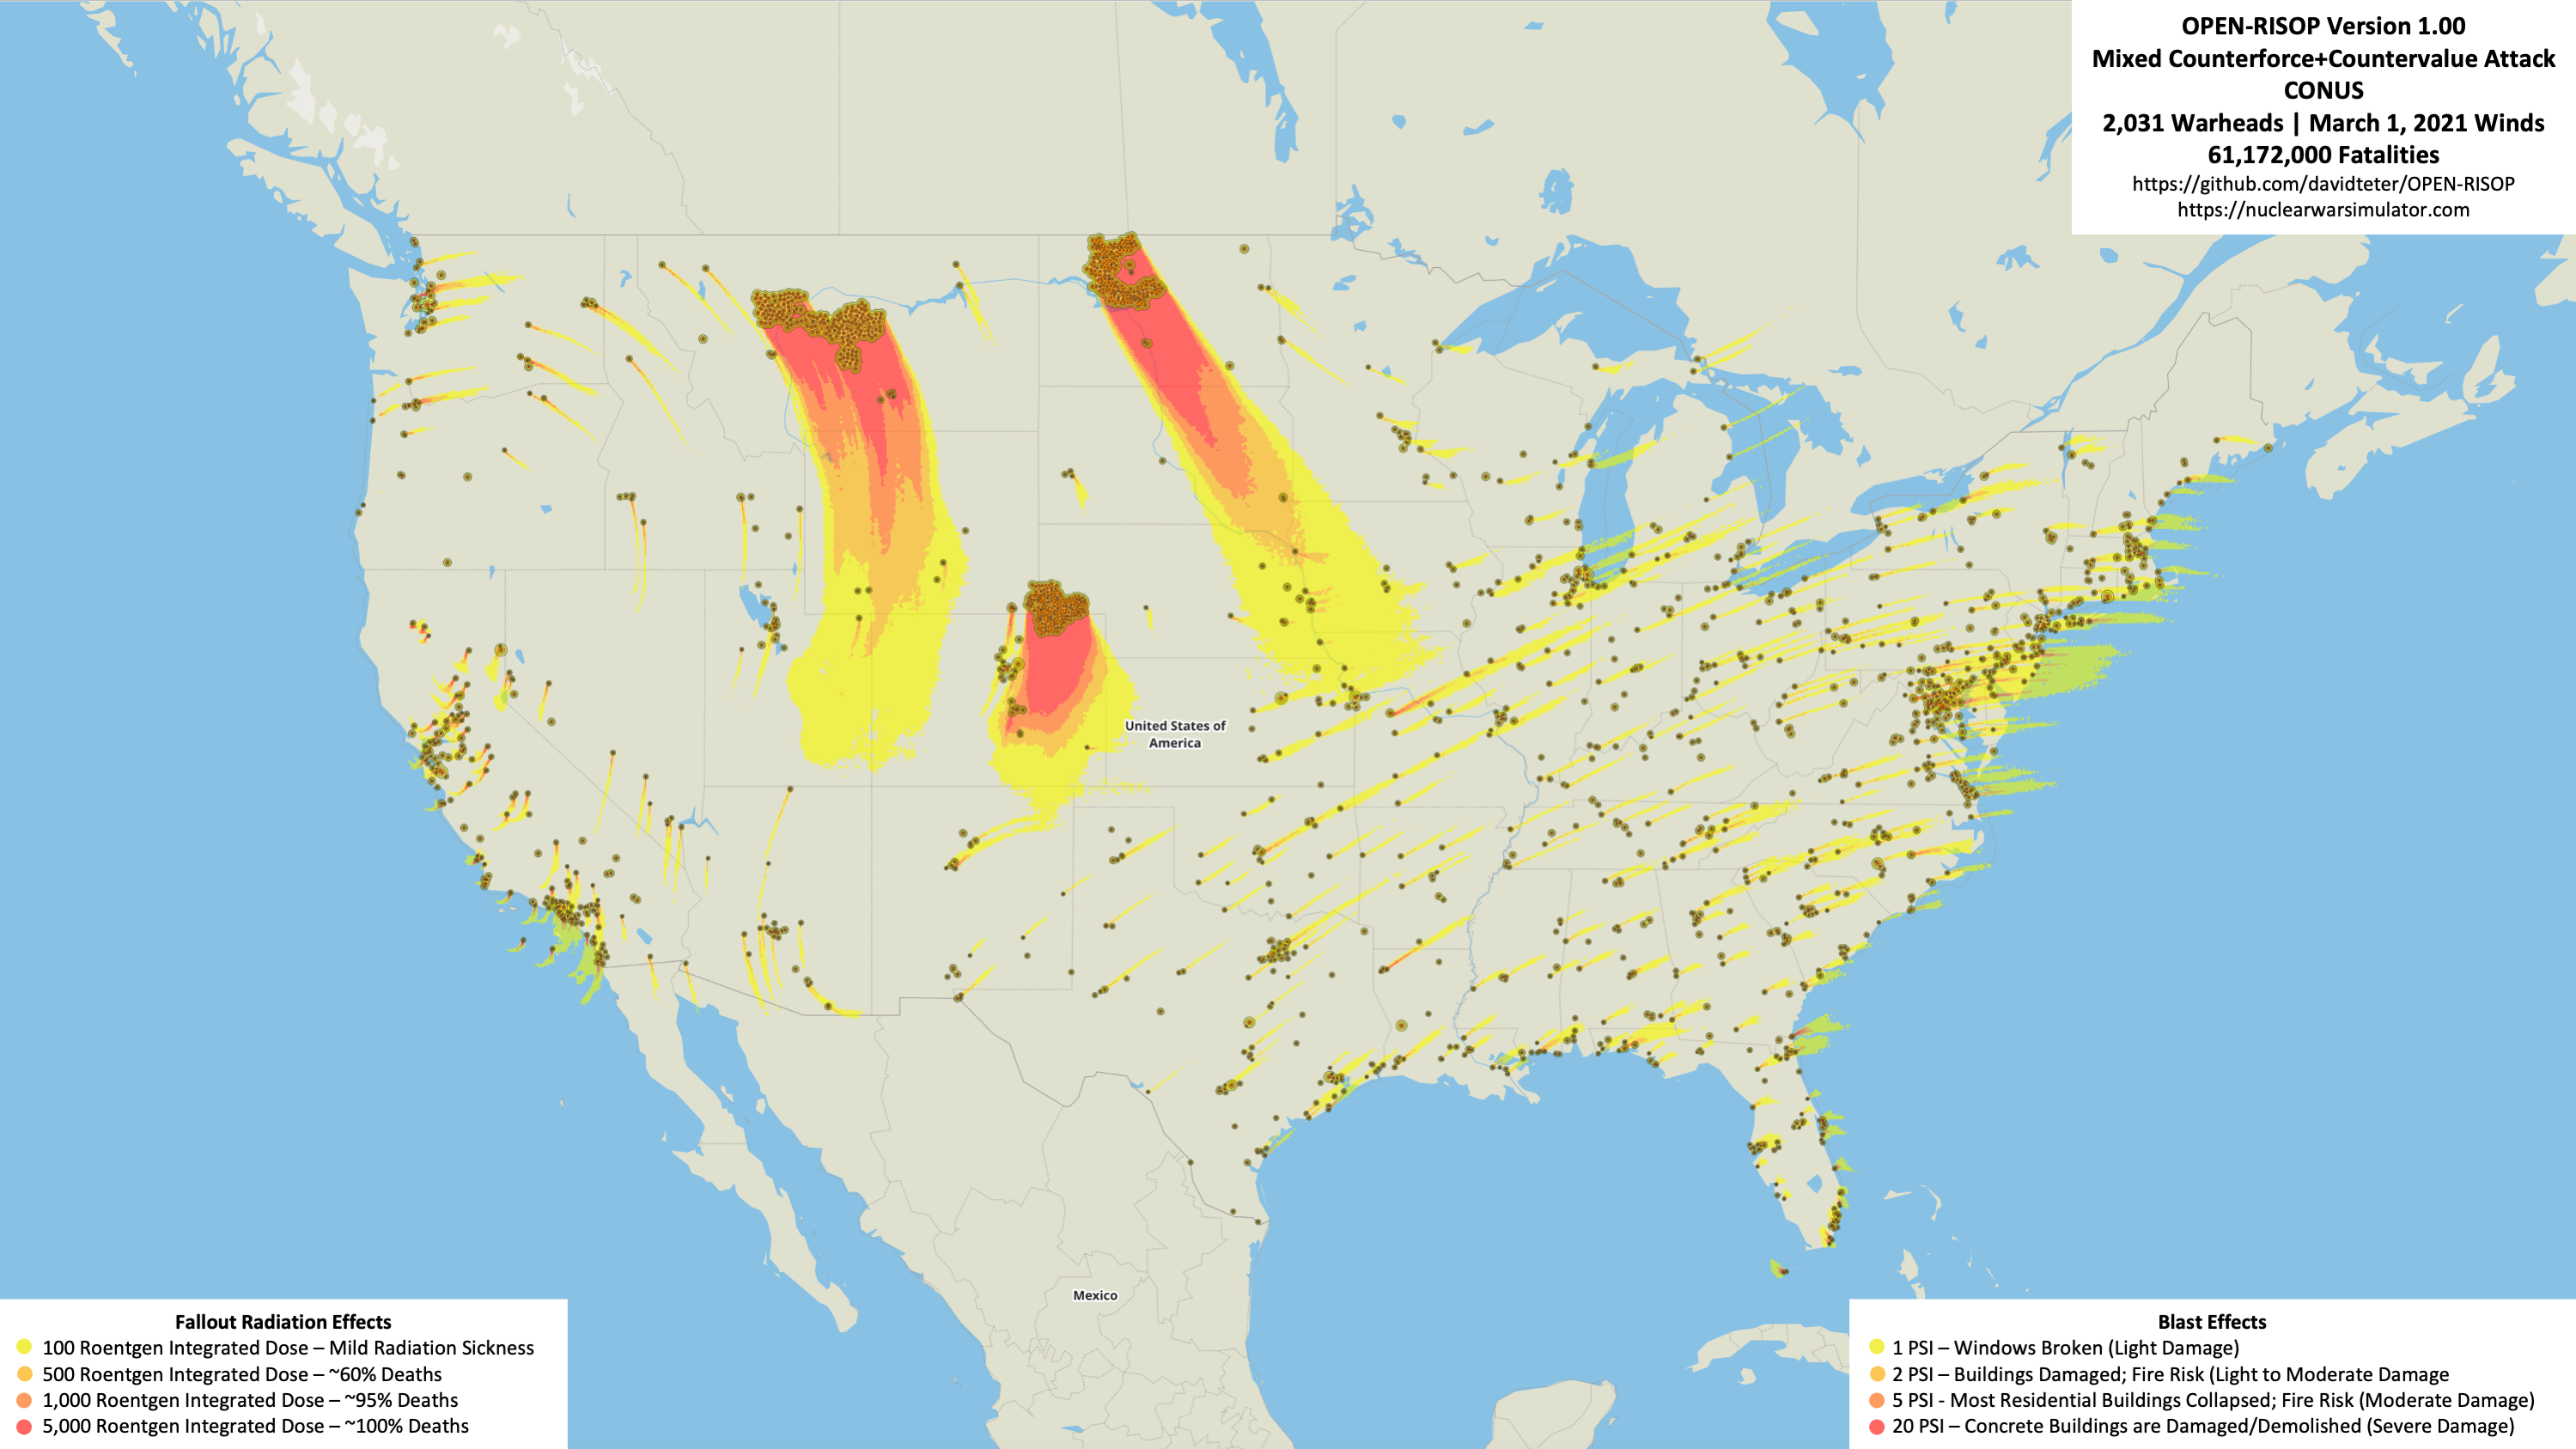 OPEN-RISOP Version 1.00
Mixed Counterforce+Countervalue Attack
CONUS
2,031 Warheads | March 1, 2021 Winds
61,172,000 Fatalities
https://github.com/davidteter/OPEN-RISOP
https://nuclearwarsimulator.com
United States of
America
Mexico
Fallout Radiation Effects
100 Roentgen Integrated Dose – Mild Radiation Sickness
500 Roentgen Integrated Dose – ~60% Deaths
1,000 Roentgen Integrated Dose – ~95% Deaths
5,000 Roentgen Integrated Dose – ~100% Deaths
Blast Effects
1 PSI – Windows Broken (Light Damage)
2 PSI – Buildings Damaged; Fire Risk (Light to Moderate Damage
5 PSI - Most Residential Buildings Collapsed; Fire Risk (Moderate Damage)
20 PSI – Concrete Buildings are Damaged/Demolished (Severe Damage)